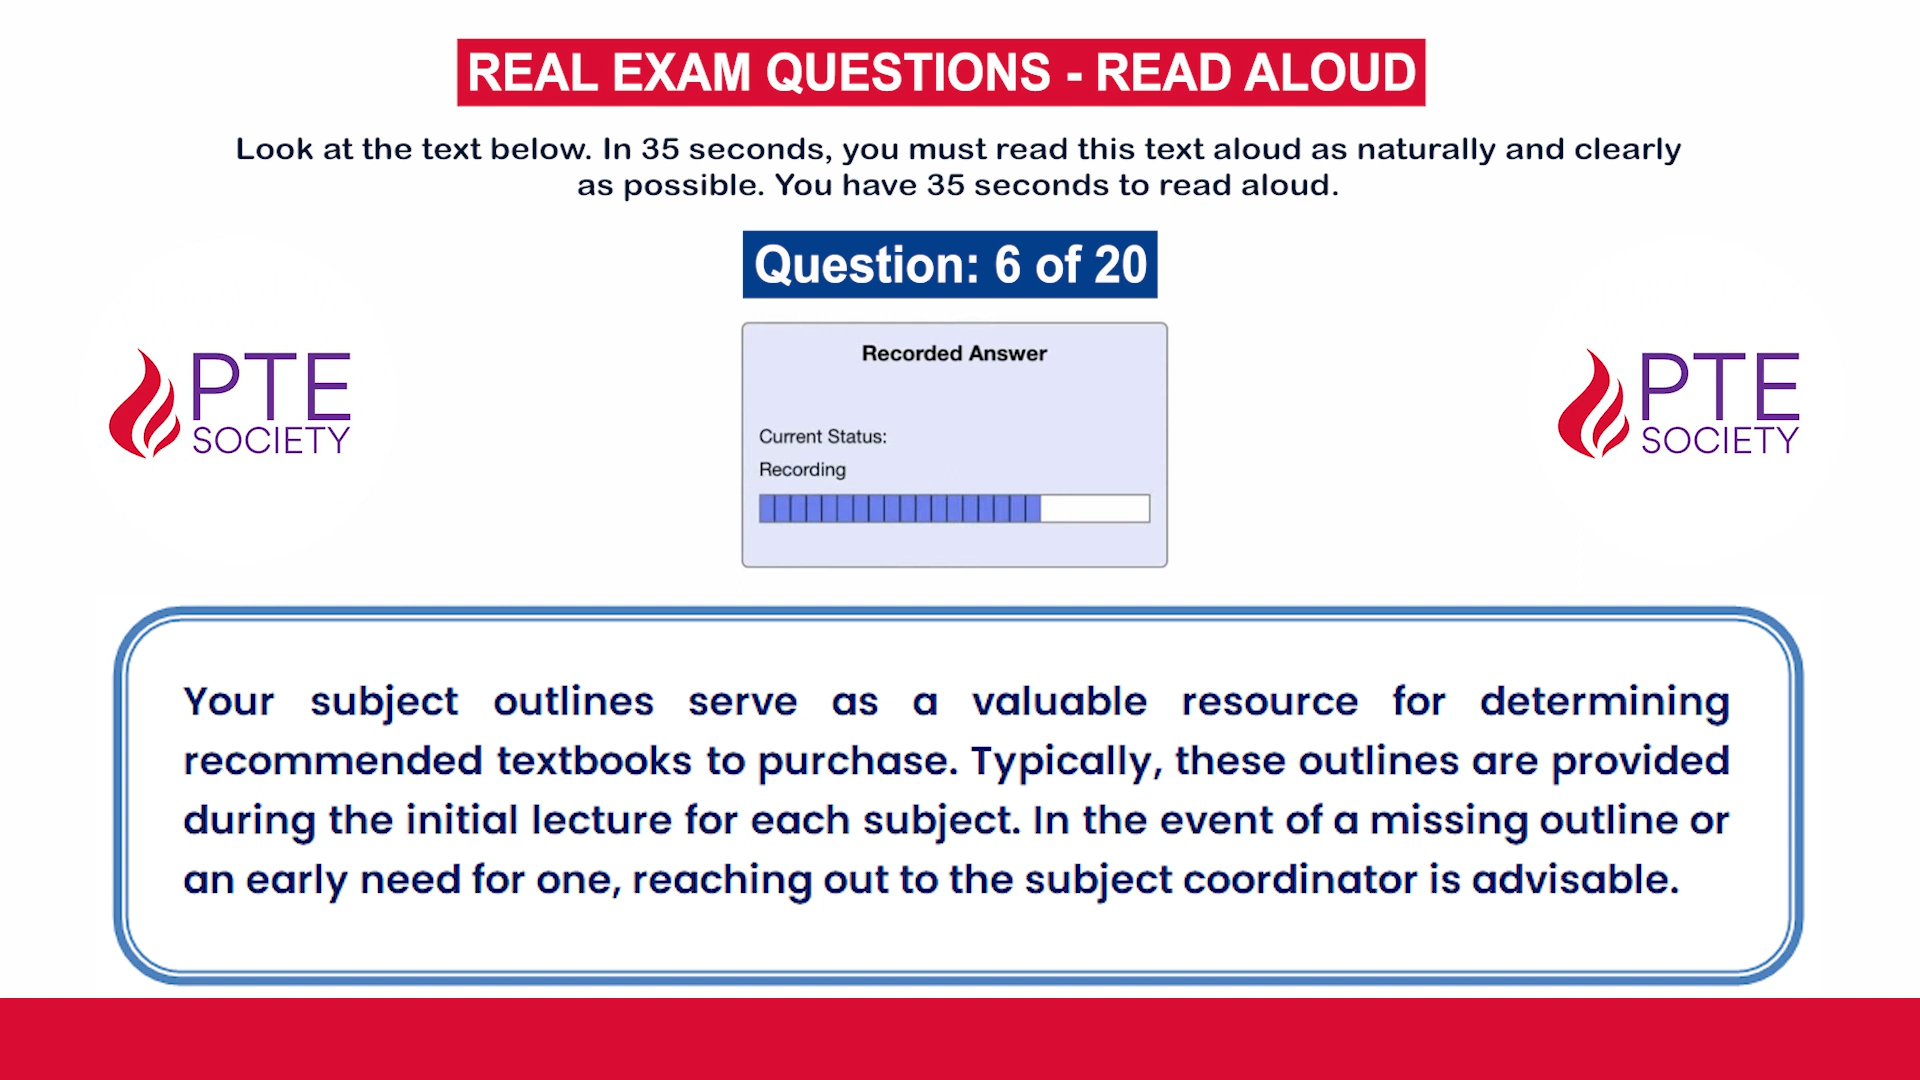 REAL EXAM QUESTIONS - READ ALOUD
Look at the text below. In 35 seconds, you must read this text aloud as naturally and clearly
as possible. You have 35 seconds to read aloud.
Question: 6 of 20
Recorded Answer
Current Status:
Recording
PTE
SOCIETY
PTE
SOCIETY
Your subject outlines serve as a valuable resource for determining
recommended textbooks to purchase. Typically, these outlines are provided
during the initial lecture for each subject. In the event of a missing outline or
an early need for one, reaching out to the subject coordinator is advisable.